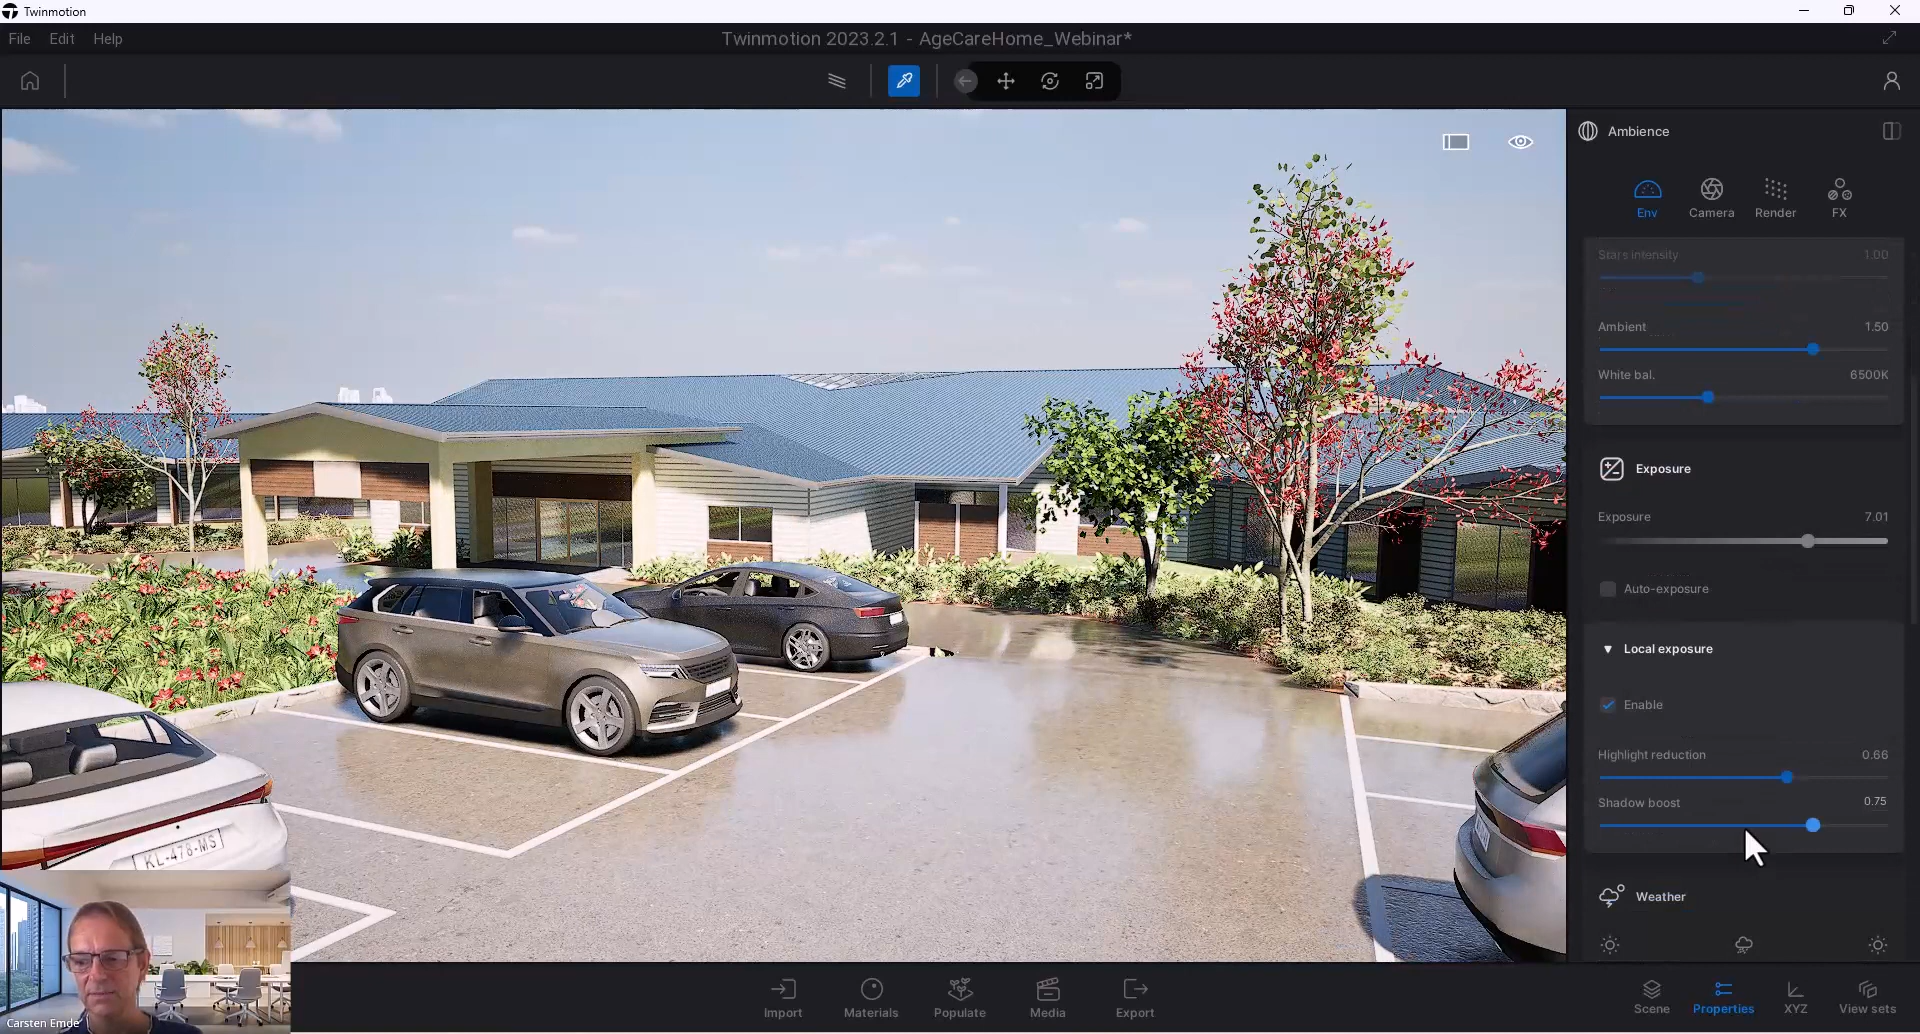 Twinmotion
File Edit Help
Twinmotion 2023.2.1 - AgeCareHome_Webinar*
Ambience
Env Camera Render FX
Stars intensity 1.00
Ambient 1.50
White bal. 6500K
Exposure
Exposure 7.01
Auto-exposure
Local exposure
Enable
Highlight reduction 0.66
Shadow boost 0.75
Weather
KL-478-MS
Carsten Emde
Import Materials Populate Media Export
Scene Properties XYZ View sets